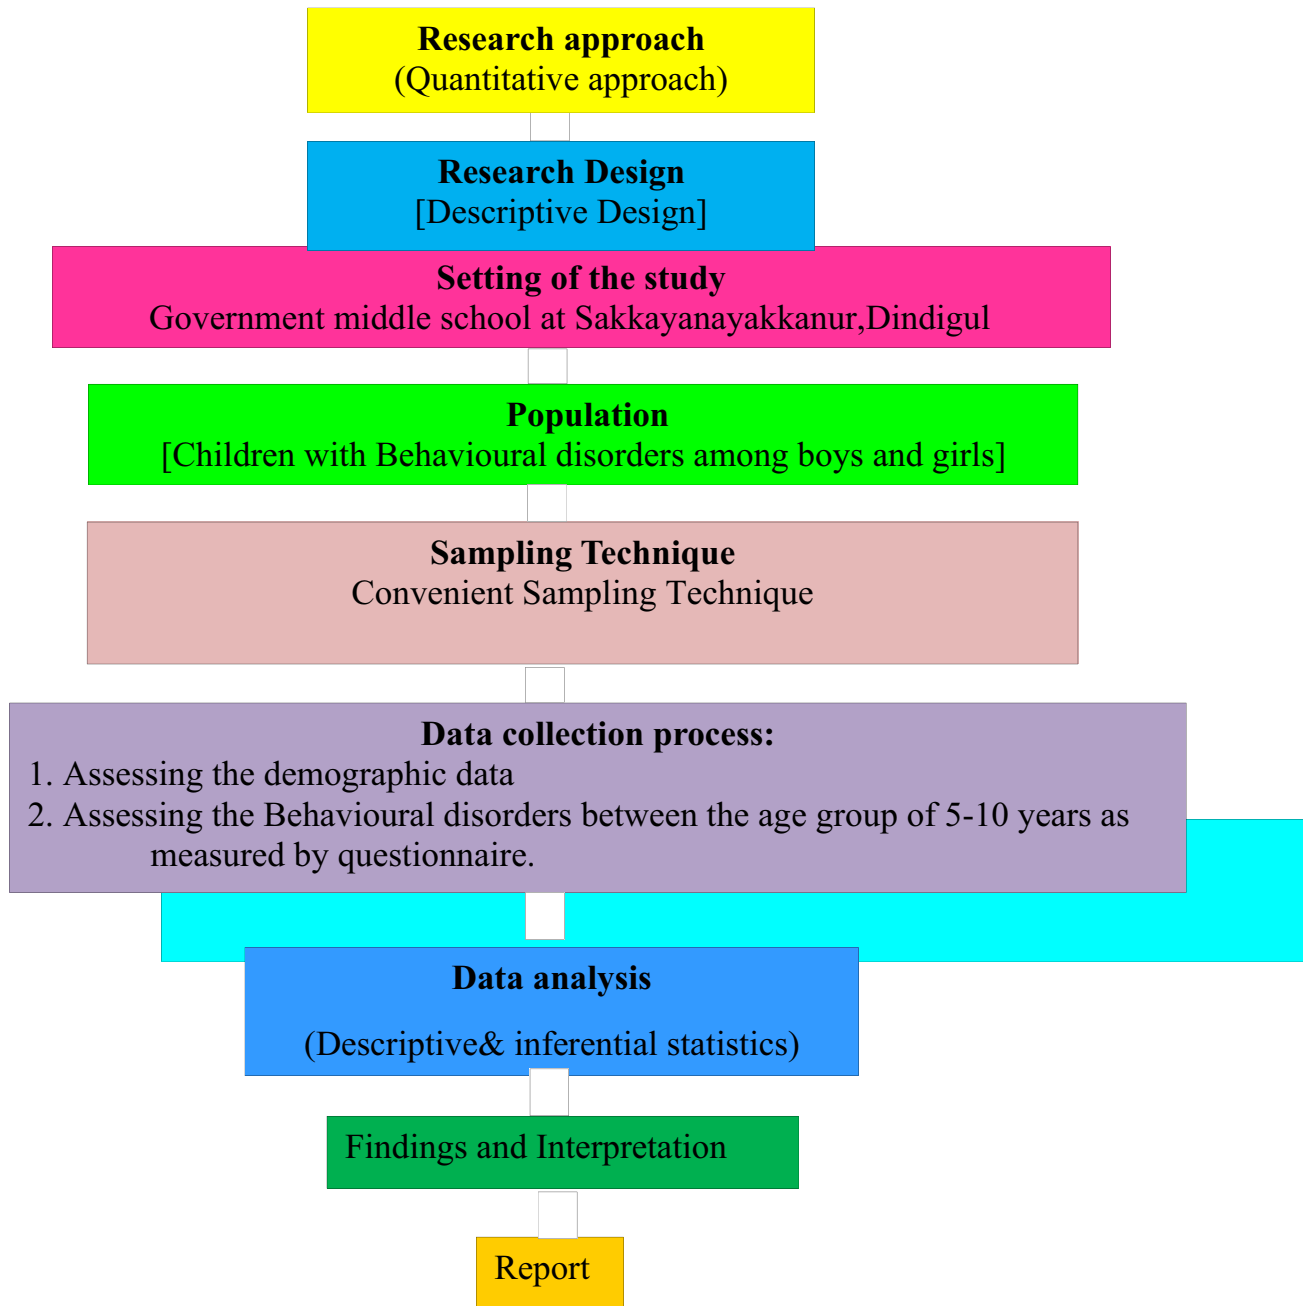 Research approach
(Quantitative approach)
Research Design
[Descriptive Design]
Setting of the study
Government middle school at Sakkayanayakkanur,Dindigul
Population
[Children with Behavioural disorders among boys and girls]
Sampling Technique
Convenient Sampling Technique
Data collection process:
1. Assessing the demographic data
2. Assessing the Behavioural disorders between the age group of 5-10 years as
measured by questionnaire.
Data analysis
(Descriptive& inferential statistics)
Findings and Interpretation
Report